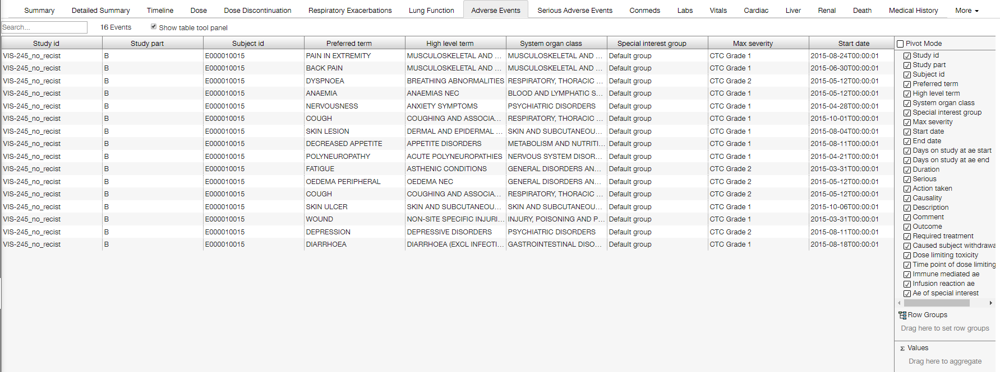 Summary Detailed Summary Timeline Dose Dose Discontinuation Respiratory Exacerbations Lung Function Adverse Events Serious Adverse Events Conmeds Labs Vitals Cardiac Liver Renal Death Medical History More
Search... 16 Events Show table tool panel
Study id Study part Subject id Preferred term High level term System organ class Special interest group Max severity Start date
VIS-245_no_recist B E000010015 PAIN IN EXTREMITY MUSCULOSKELETAL AND ... MUSCULOSKELETAL AND ... Default group CTC Grade 1 2015-08-24T00:00:01
VIS-245_no_recist B E000010015 BACK PAIN MUSCULOSKELETAL AND ... MUSCULOSKELETAL AND ... Default group CTC Grade 1 2015-06-30T00:00:01
VIS-245_no_recist B E000010015 DYSPNOEA BREATHING ABNORMALITIES RESPIRATORY, THORACIC ... Default group CTC Grade 2 2015-05-12T00:00:01
VIS-245_no_recist B E000010015 ANAEMIA ANAEMIAS NEC BLOOD AND LYMPHATIC S... Default group CTC Grade 1 2015-05-12T00:00:01
VIS-245_no_recist B E000010015 NERVOUSNESS ANXIETY SYMPTOMS PSYCHIATRIC DISORDERS Default group CTC Grade 1 2015-04-28T00:00:01
VIS-245_no_recist B E000010015 COUGH COUGHING AND ASSOCIA... RESPIRATORY, THORACIC ... Default group CTC Grade 1 2015-10-01T00:00:01
VIS-245_no_recist B E000010015 SKIN LESION DERMAL AND EPIDERMAL ... SKIN AND SUBCUTANEOU... Default group CTC Grade 1 2015-08-04T00:00:01
VIS-245_no_recist B E000010015 DECREASED APPETITE APPETITE DISORDERS METABOLISM AND NUTRITI... Default group CTC Grade 1 2015-08-11T00:00:01
VIS-245_no_recist B E000010015 POLYNEUROPATHY ACUTE POLYNEUROPATHIES NERVOUS SYSTEM DISOR... Default group CTC Grade 1 2015-04-21T00:00:01
VIS-245_no_recist B E000010015 FATIGUE ASTHENIC CONDITIONS GENERAL DISORDERS AN... Default group CTC Grade 2 2015-03-31T00:00:01
VIS-245_no_recist B E000010015 OEDEMA PERIPHERAL OEDEMA NEC GENERAL DISORDERS AN... Default group CTC Grade 2 2015-05-12T00:00:01
VIS-245_no_recist B E000010015 COUGH COUGHING AND ASSOCIA... RESPIRATORY, THORACIC ... Default group CTC Grade 2 2015-05-12T00:00:01
VIS-245_no_recist B E000010015 SKIN ULCER SKIN AND SUBCUTANEOU... SKIN AND SUBCUTANEOU... Default group CTC Grade 1 2015-10-06T00:00:01
VIS-245_no_recist B E000010015 WOUND NON-SITE SPECIFIC INJURI... INJURY, POISONING AND P... Default group CTC Grade 1 2015-03-31T00:00:01
VIS-245_no_recist B E000010015 DEPRESSION DEPRESSIVE DISORDERS PSYCHIATRIC DISORDERS Default group CTC Grade 2 2015-08-11T00:00:01
VIS-245_no_recist B E000010015 DIARRHOEA DIARRHOEA (EXCL INFECTI... GASTROINTESTINAL DISO... Default group CTC Grade 1 2015-08-18T00:00:01
Pivot Mode
Study id
Study part
Subject id
Preferred term
High level term
System organ class
Special interest group
Max severity
Start date
End date
Days on study at ae start
Days on study at ae end
Duration
Serious
Action taken
Causality
Description
Comment
Outcome
Required treatment
Caused subject withdrawa
Dose limiting toxicity
Time point of dose limiting
Immune mediated ae
Infusion reaction ae
Ae of special interest
Row Groups
Drag here to set row groups
Σ Values
Drag here to aggregate